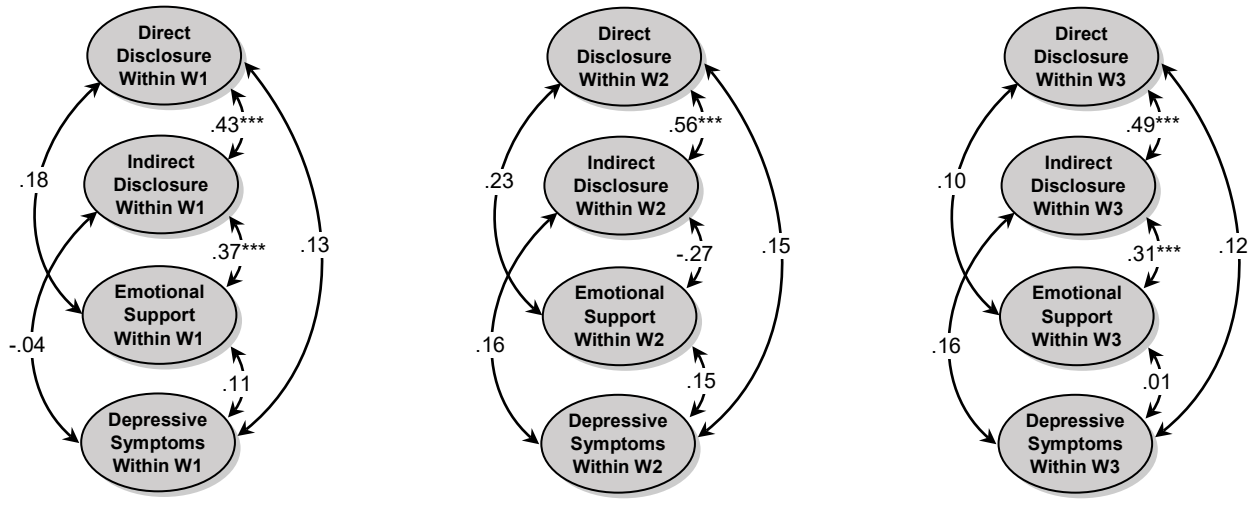 Direct
Disclosure
Within W1
.43***
Indirect
Disclosure
Within W1
.18
.37***
.13
Emotional
Support
Within W1
-.04
.11
Depressive
Symptoms
Within W1
Direct
Disclosure
Within W2
.56***
Indirect
Disclosure
Within W2
.23
-.27
.15
Emotional
Support
Within W2
.16
.15
Depressive
Symptoms
Within W2
Direct
Disclosure
Within W3
.49***
Indirect
Disclosure
Within W3
.10
.31***
.12
Emotional
Support
Within W3
.16
.01
Depressive
Symptoms
Within W3